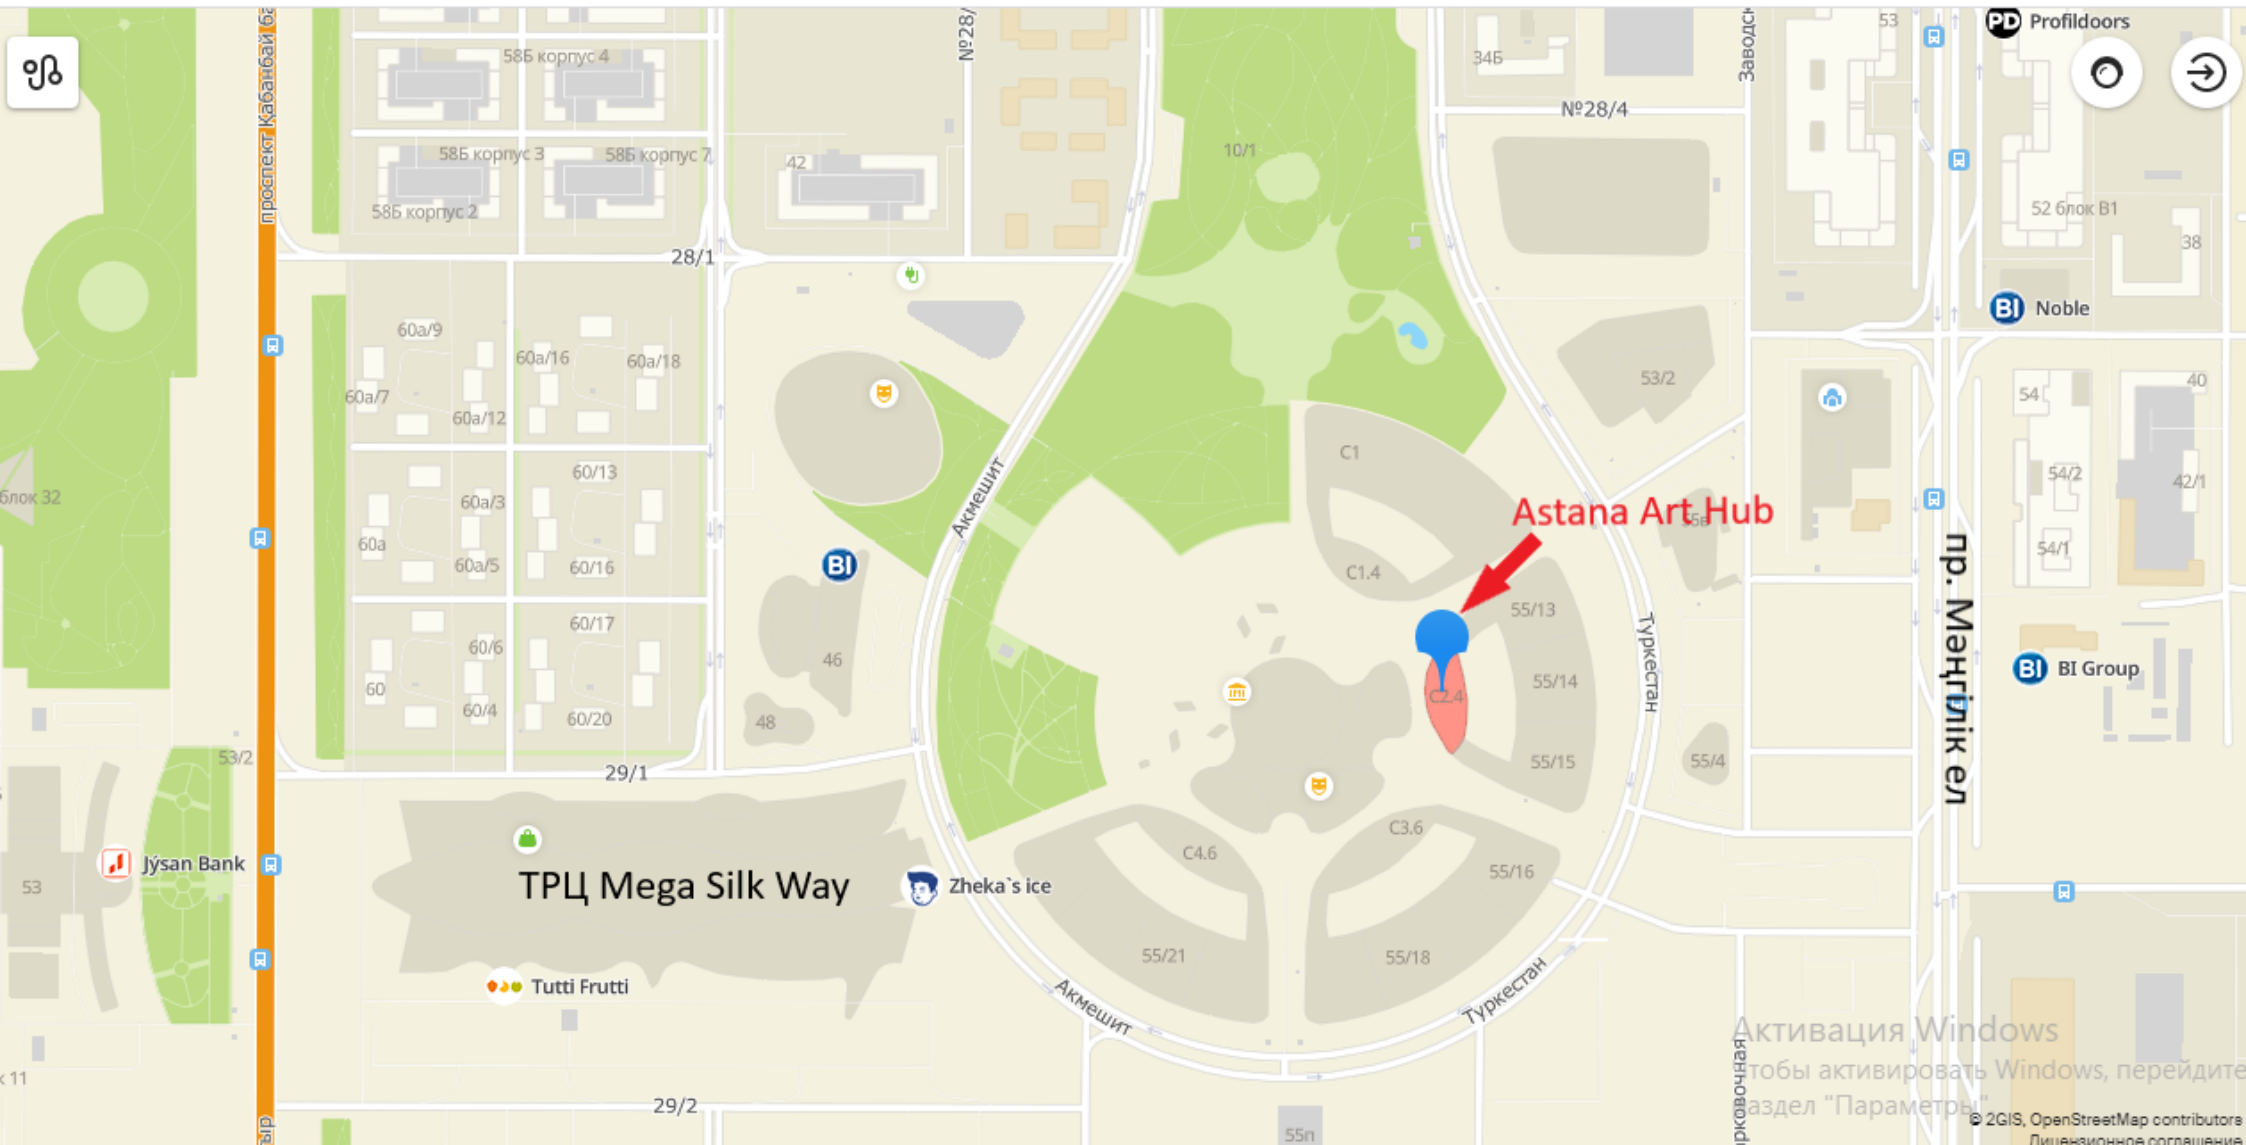 проспект Қабанбай ба
58Б корпус 4
№28/
34Б
Заводск
53
Profildoors
№28/4
58Б корпус 3
58Б корпус 7
42
10/1
58Б корпус 2
52 блок В1
38
28/1
BI
Noble
60а/9
60а/16
60а/18
53/2
60а/7
60а/12
54
40
C1
60/13
54/2
42/1
блок 32
60а/3
Акмешит
Astana Art Hub
55в
60а
60а/5
60/16
BI
C1.4
54/1
55/13
60/17
60/6
46
Туркестан
пр. Мәңгілік ел
BI
BI Group
60
60/4
60/20
48
C2.4
55/14
53/2
29/1
55/15
55/4
C3.6
C4.6
Jýsan Bank
53
ТРЦ Mega Silk Way
Zheka`s ice
55/16
55/21
55/18
Tutti Frutti
Акмешит
Туркестан
Активация Windows
Чтобы активировать Windows, перейдите
раздел "Параметры"
11
29/2
55п
тыр
© 2GIS, OpenStreetMap contributors
Лицензионное соглашение